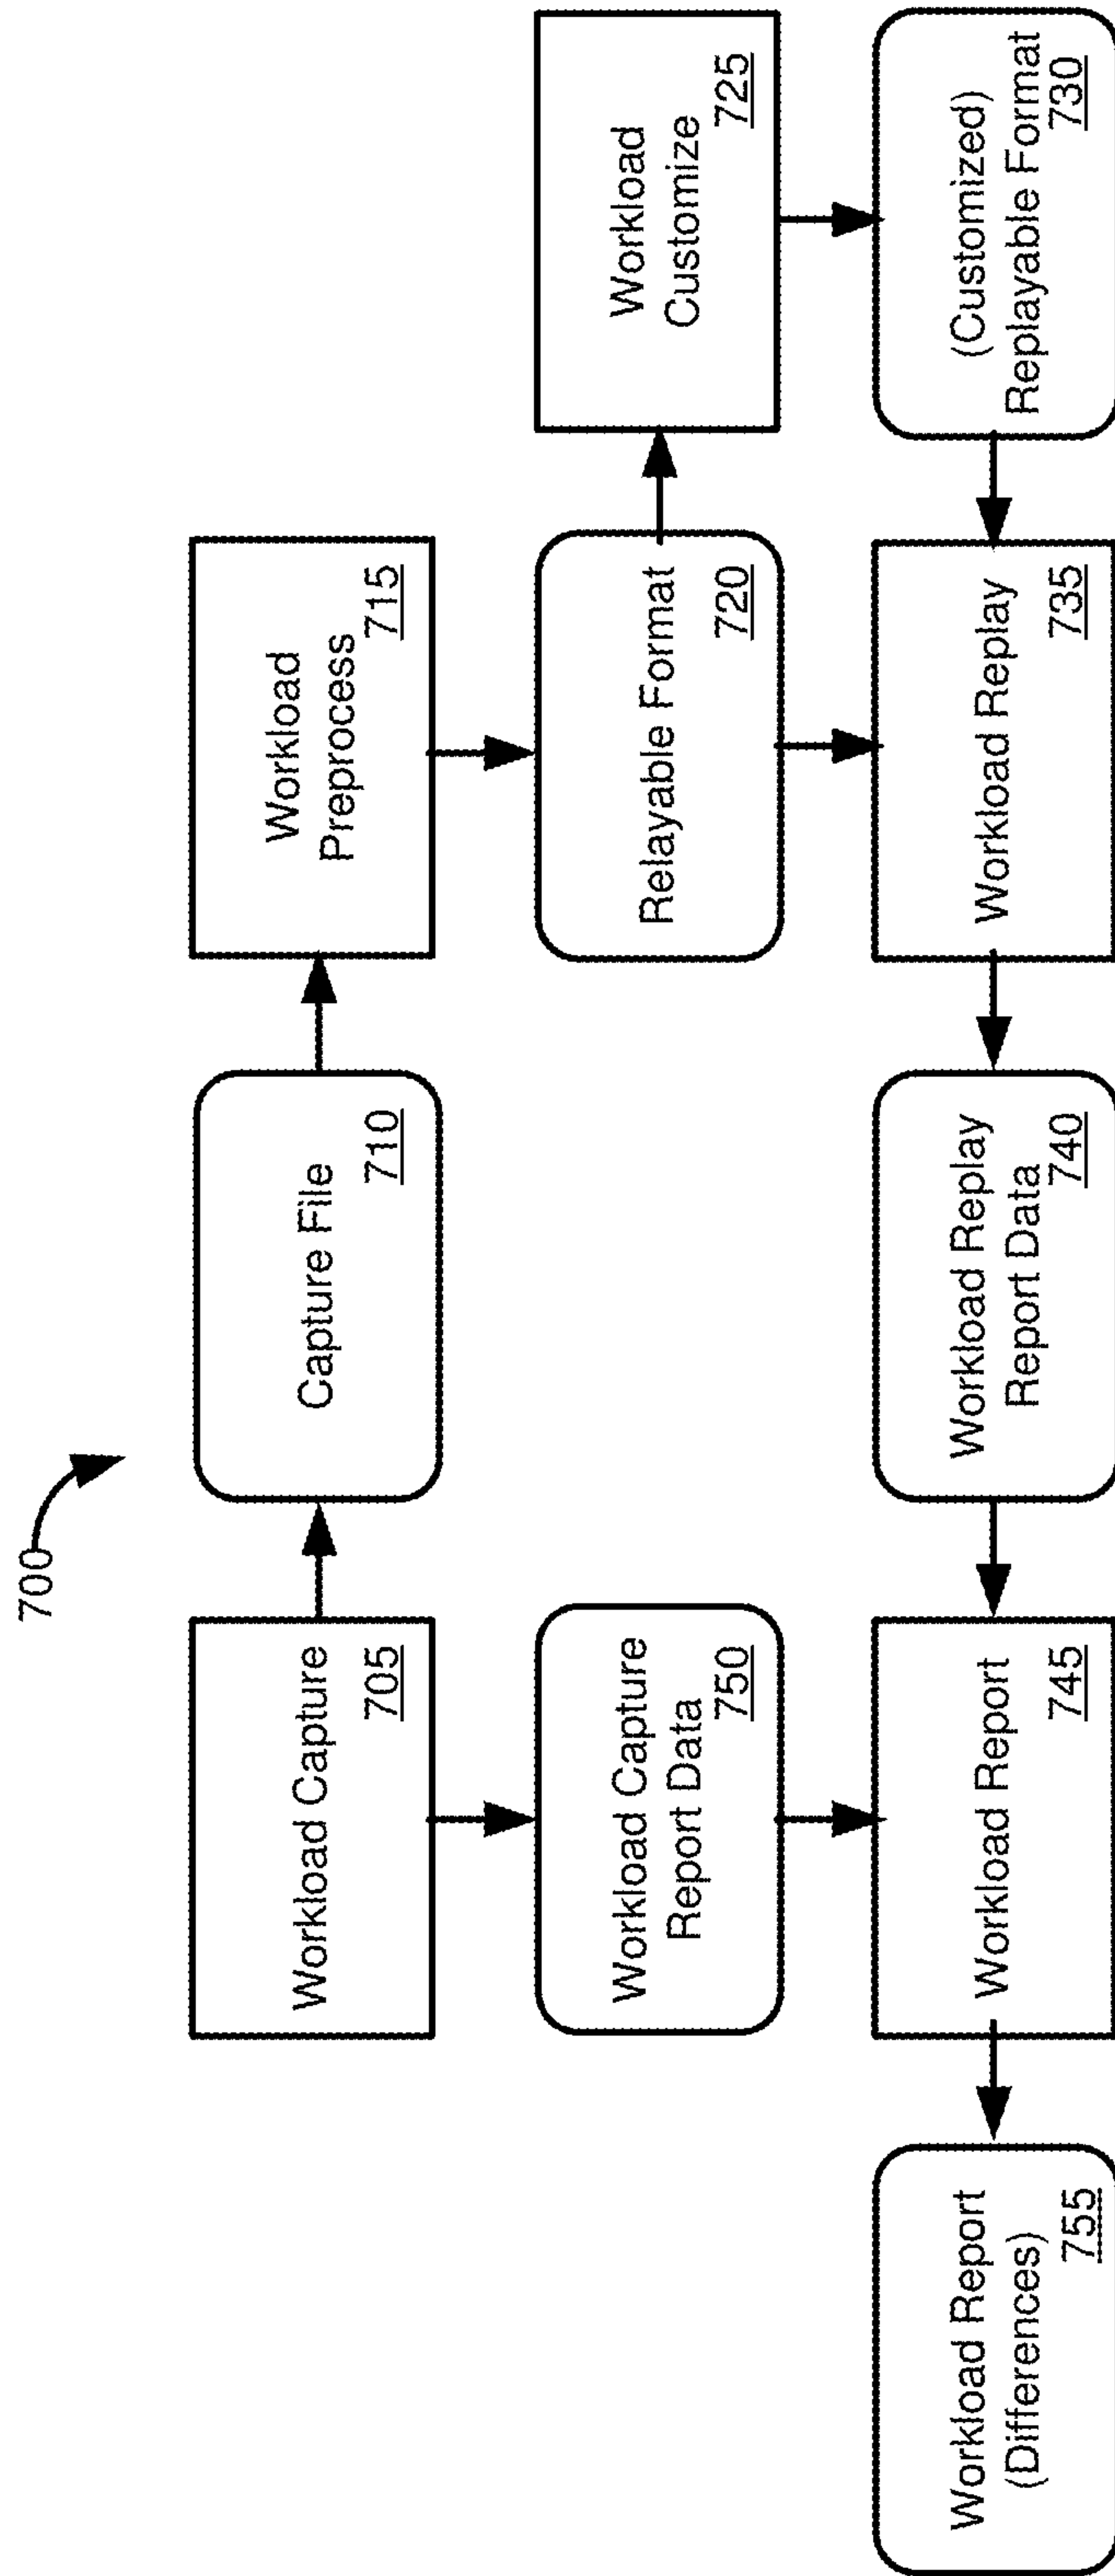 700
Workload Capture
705
Capture File
710
Workload
Preprocess
715
Workload Capture
Report Data
750
Relayable Format
720
Workload
Customize
725
Workload Report
(Differences)
755
Workload Report
745
Workload Replay
Report Data
740
Workload Replay
735
(Customized)
Replayable Format
730